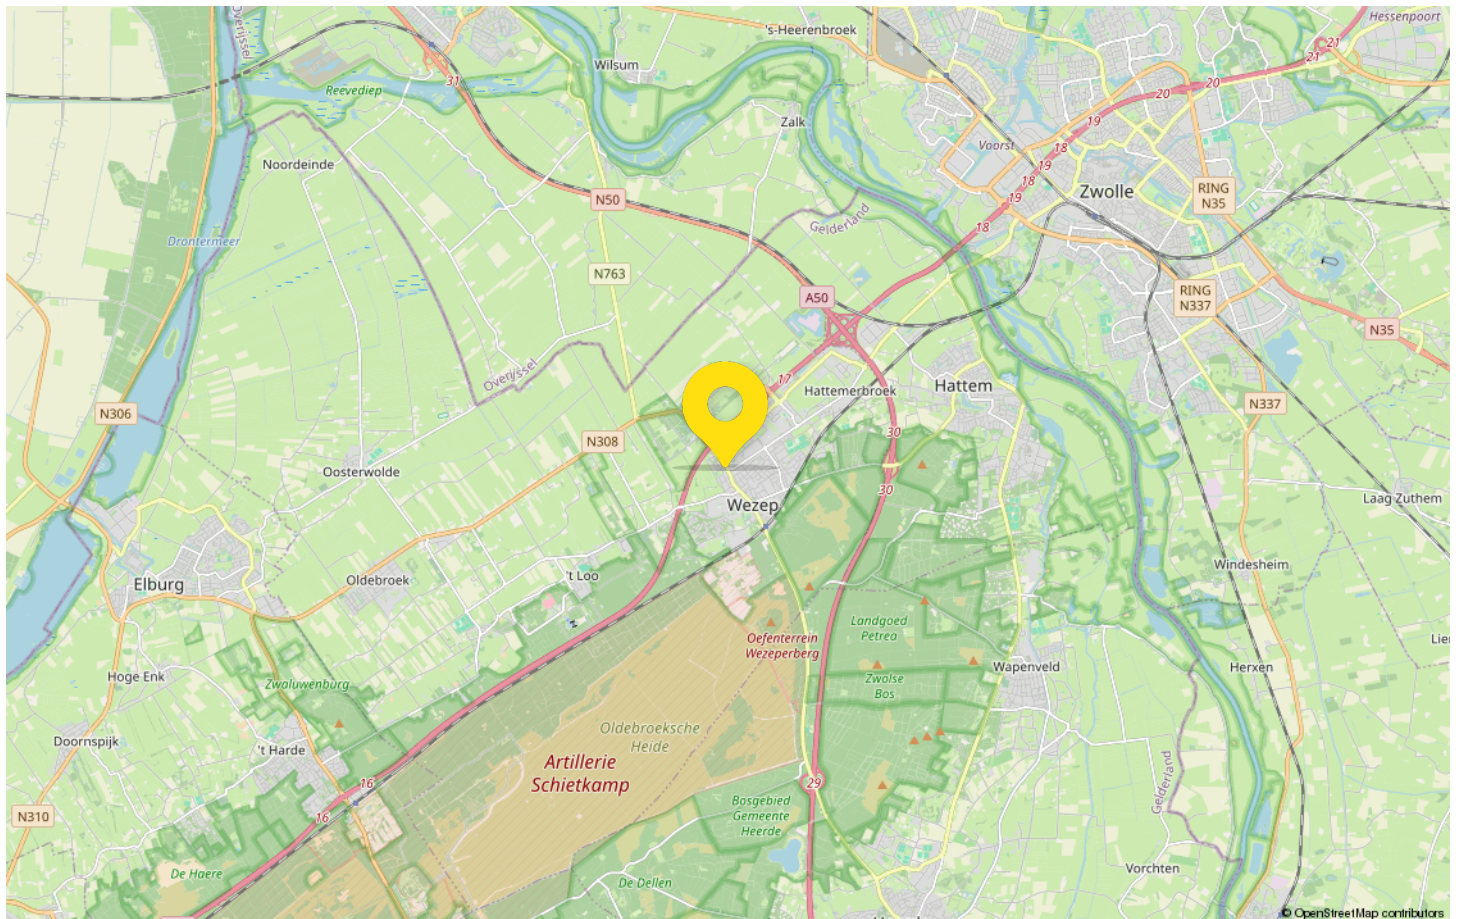 Hessenpoort
's-Heerenbroek
21
21
Overijssel
Wilsum
31
20
20
Reevediep
19
Zalk
18
Voorst
19
Noordeinde
18
Zwolle
RING
N35
N50
19
Gelderland
18
Drontermeer
N763
A50
RING
N337
N35
Overijssel
17
Hattemerbroek
Hattem
N306
N337
30
N308
Oosterwolde
30
Laag Zuthem
Wezep
Windesheim
't Loo
Oldebroek
Elburg
Landgoed
Petrea
Oefenterrein
Wezeperberg
Lie
Wapenveld
Herxen
Hoge Enk
Zwaluwenburg
Zwolse
Bos
Oldebroeksche
Heide
Doornspijk
't Harde
Artillerie
Schietkamp
16
29
Gelderland
Bosgebied
Gemeente
Heerde
N310
16
De Haere
De Dellen
Vorchten
© OpenStreetMap contributors